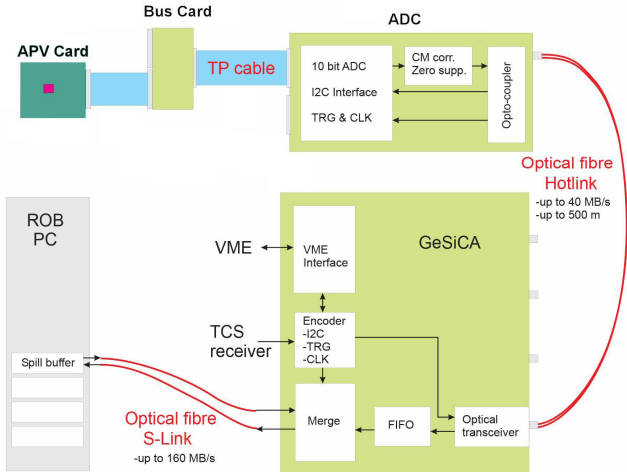 Bus Card
ADC
APV Card
TP cable
10 bit ADC
I2C Interface
TRG & CLK
CM corr.
Zero supp.
Opto-coupler
Optical fibre
Hotlink
-up to 40 MB/s
-up to 500 m
ROB
PC
Spill buffer
GeSiCA
VME
VME
Interface
TCS
receiver
Encoder
-I2C
-TRG
-CLK
Merge
FIFO
Optical
transceiver
Optical fibre
S-Link
-up to 160 MB/s